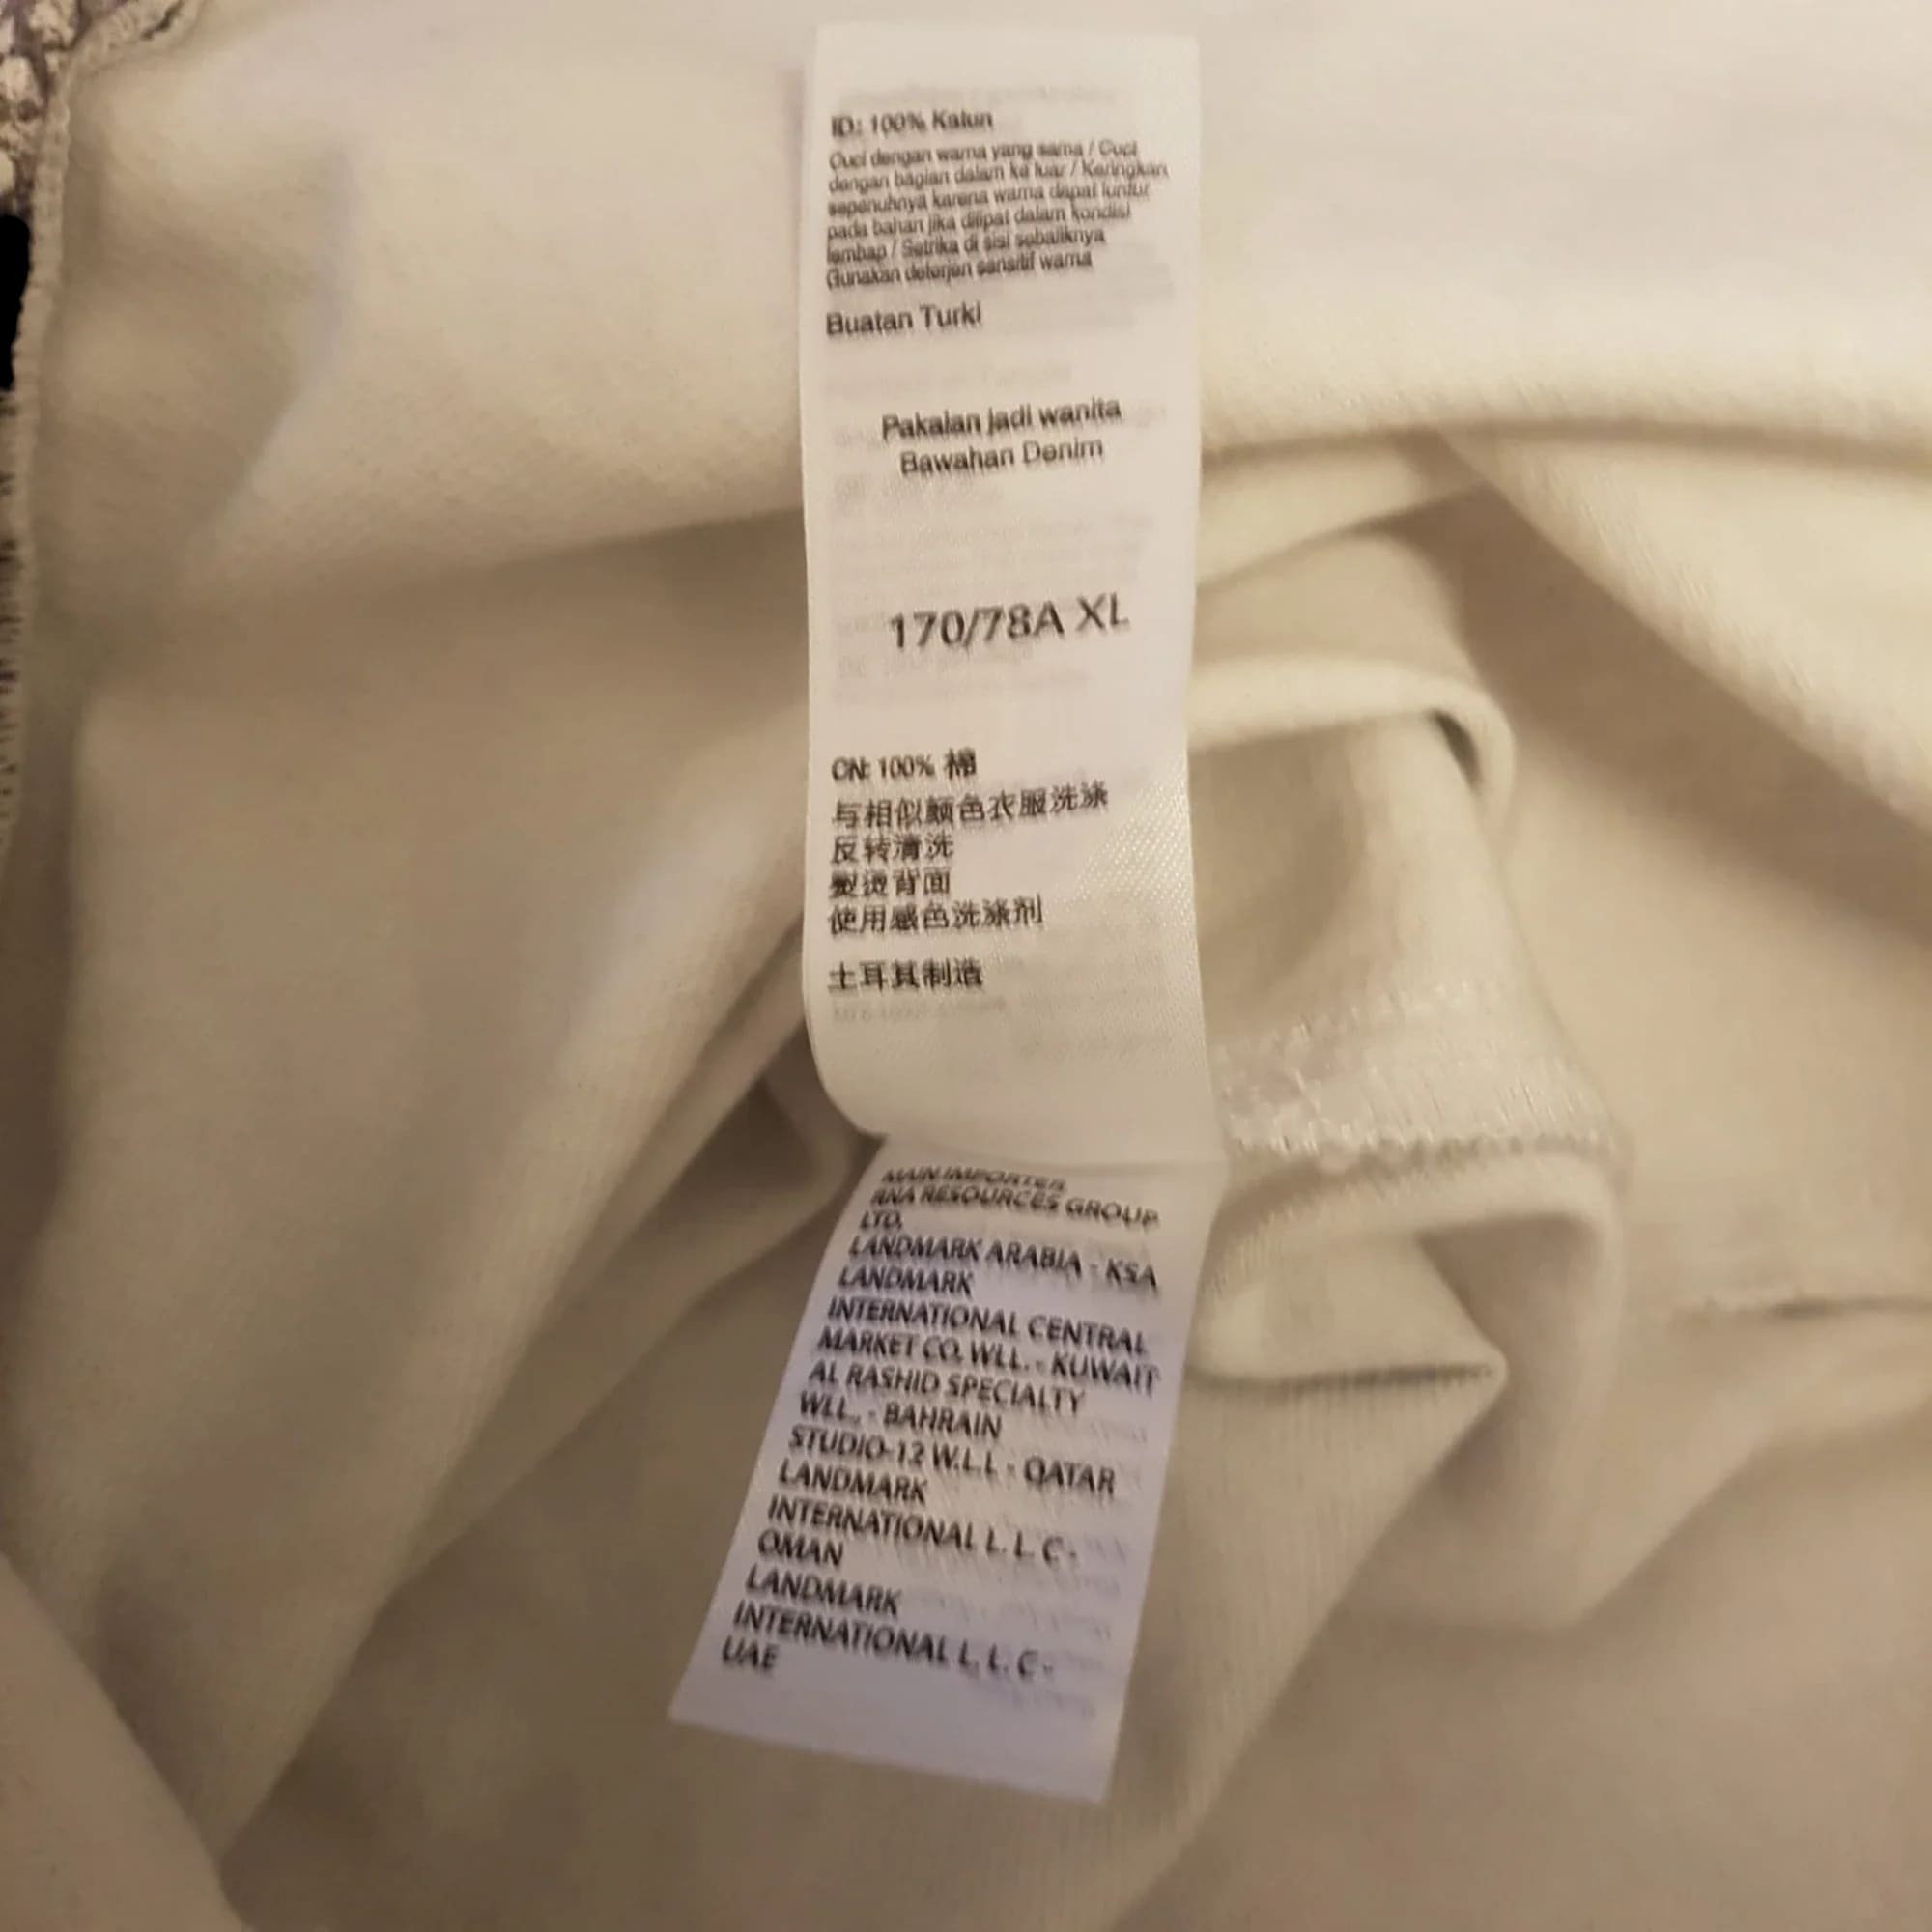 ID: 100% Katun
Cuci dengan warna yang sama / Cuci
dengan bagian dalam ke luar / Keringkan
sepenuhnya karena warna dapat luntur
pada bahan jika dilipat dalam kondisi
lembap / Setrika di sisi sebaliknya
Gunakan deterjen sensitif warna
Buatan Turki
Pakaian jadi wanita
Bawahan Denim
170/78A XL
CN: 100% 棉
与相似颜色衣服洗涤
反转清洗
熨烫背面
使用感色洗涤剂
土耳其制造
MAIN IMPORTER
RNA RESOURCES GROUP
LTD.
LANDMARK ARABIA - KSA
LANDMARK
INTERNATIONAL CENTRAL
MARKET CO. WLL. - KUWAIT
AL RASHID SPECIALTY
WLL. - BAHRAIN
STUDIO-12 W.L.L - QATAR
LANDMARK
INTERNATIONAL L. L. C -
OMAN
LANDMARK
INTERNATIONAL L. L. C -
UAE